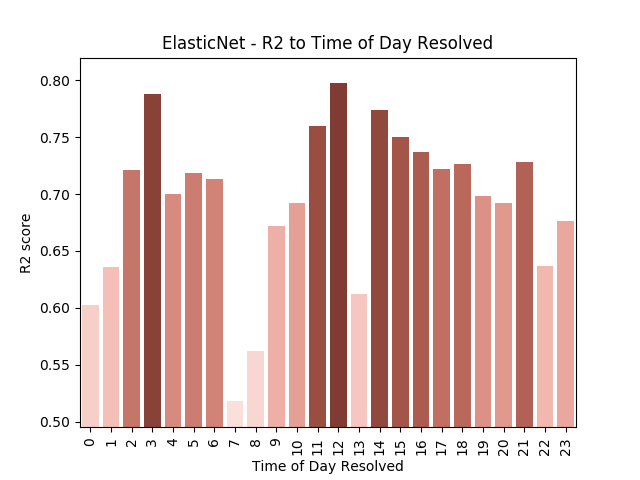 ElasticNet - R2 to Time of Day Resolved
0.80
0.75
0.70
0.65
0.60
0.55
0.50
R2 score
0 1 2 3 4 5 6 7 8 9 10 11 12 13 14 15 16 17 18 19 20 21 22 23
Time of Day Resolved